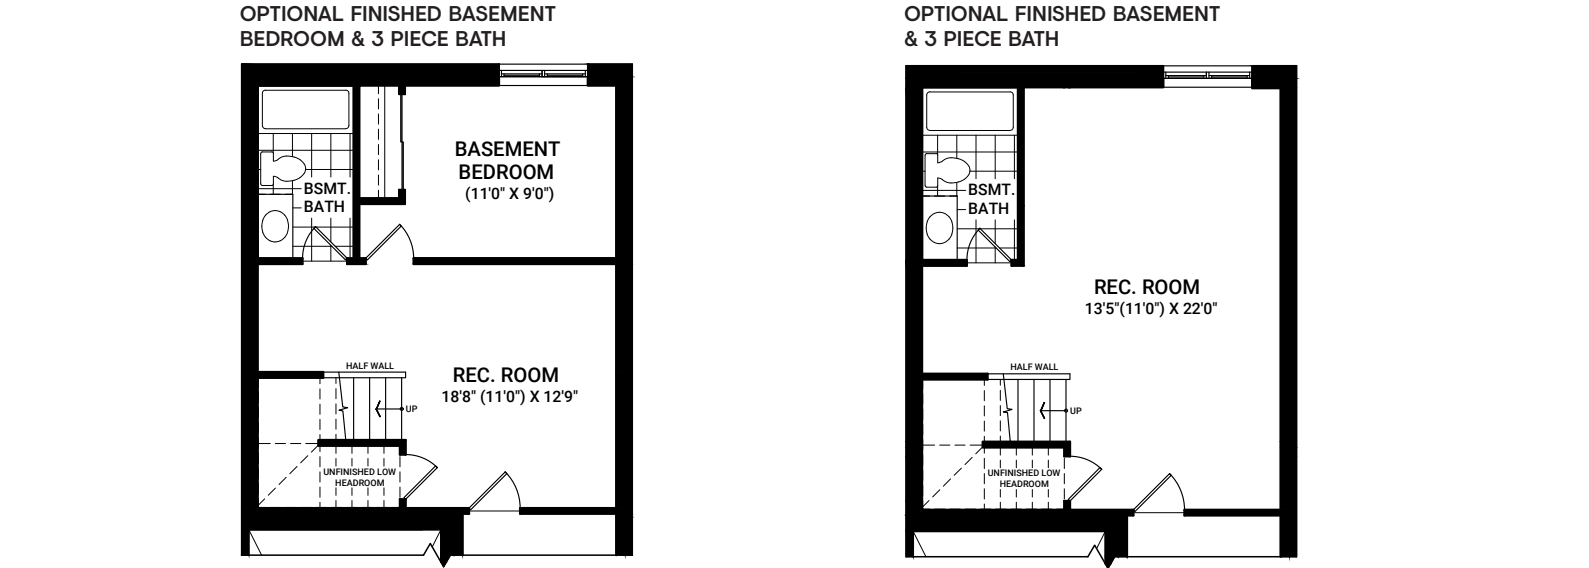 OPTIONAL FINISHED BASEMENT
BEDROOM & 3 PIECE BATH
BASEMENT
BEDROOM
(11'0" X 9'0")
BSMT.
BATH
HALF WALL
REC. ROOM
18'8" (11'0") X 12'9"
UP
UNFINISHED LOW
HEADROOM
OPTIONAL FINISHED BASEMENT
& 3 PIECE BATH
BSMT.
BATH
REC. ROOM
13'5"(11'0") X 22'0"
HALF WALL
UP
UNFINISHED LOW
HEADROOM